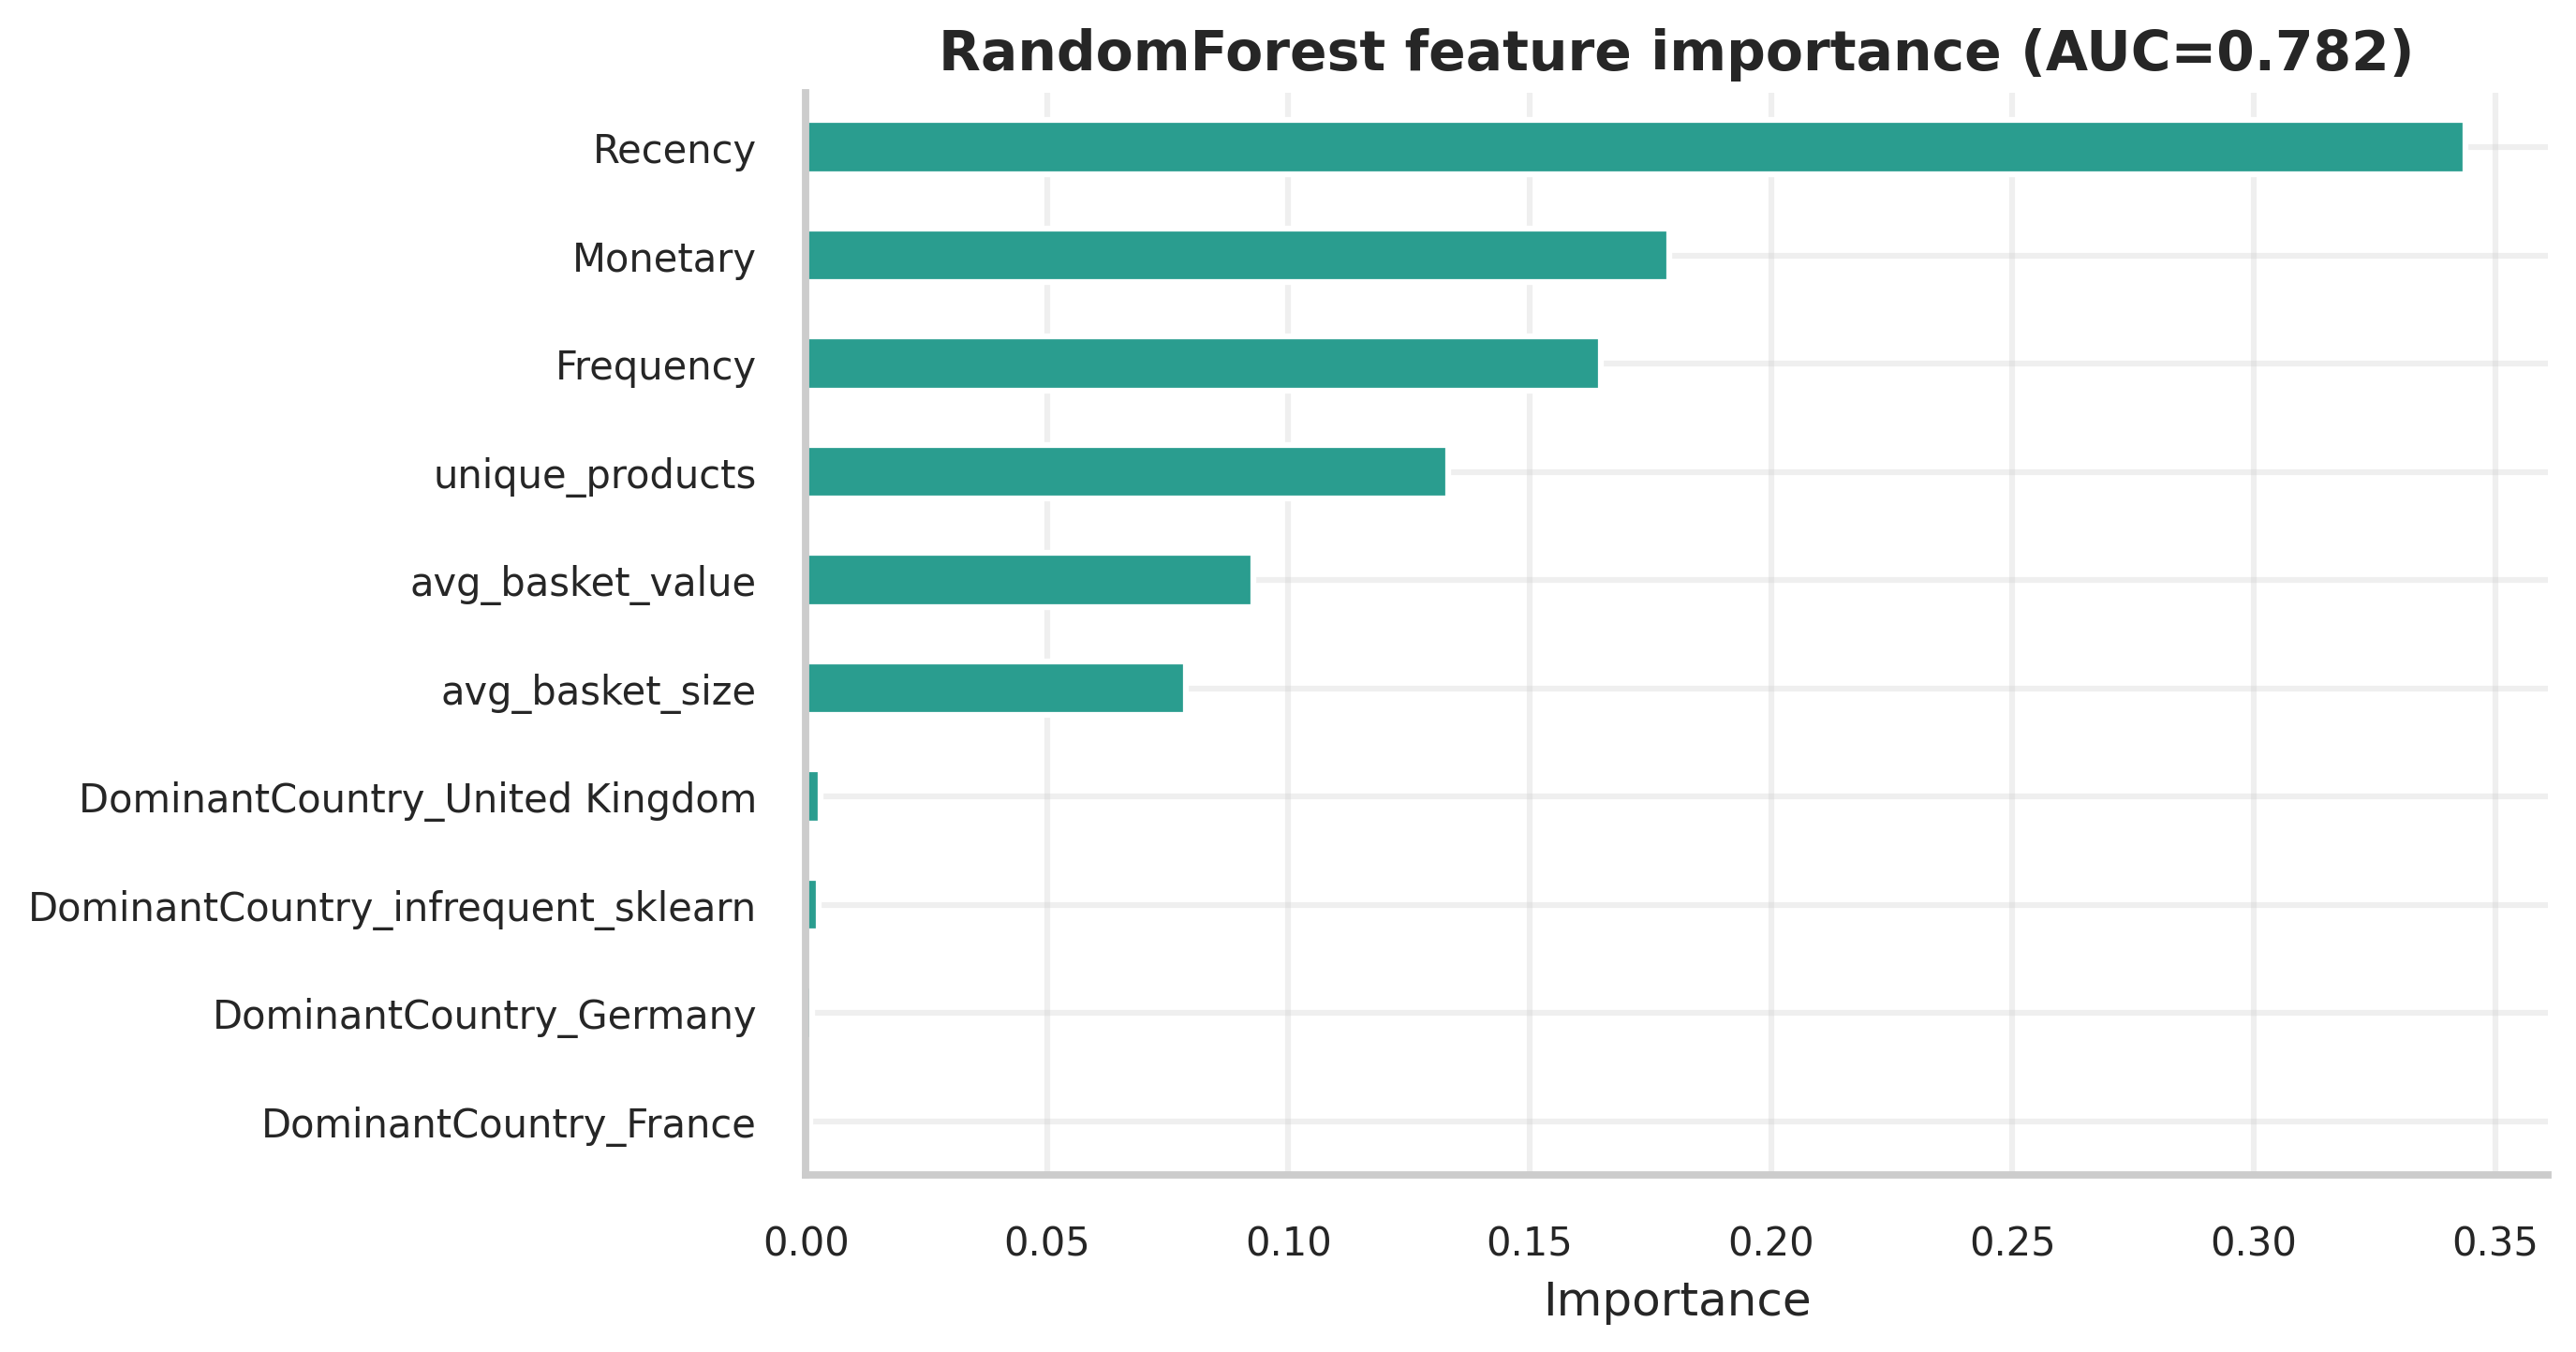 RandomForest feature importance (AUC=0.782)
Recency
Monetary
Frequency
unique_products
avg_basket_value
avg_basket_size
DominantCountry_United Kingdom
DominantCountry_infrequent_sklearn
DominantCountry_Germany
DominantCountry_France
0.00 0.05 0.10 0.15 0.20 0.25 0.30 0.35
Importance